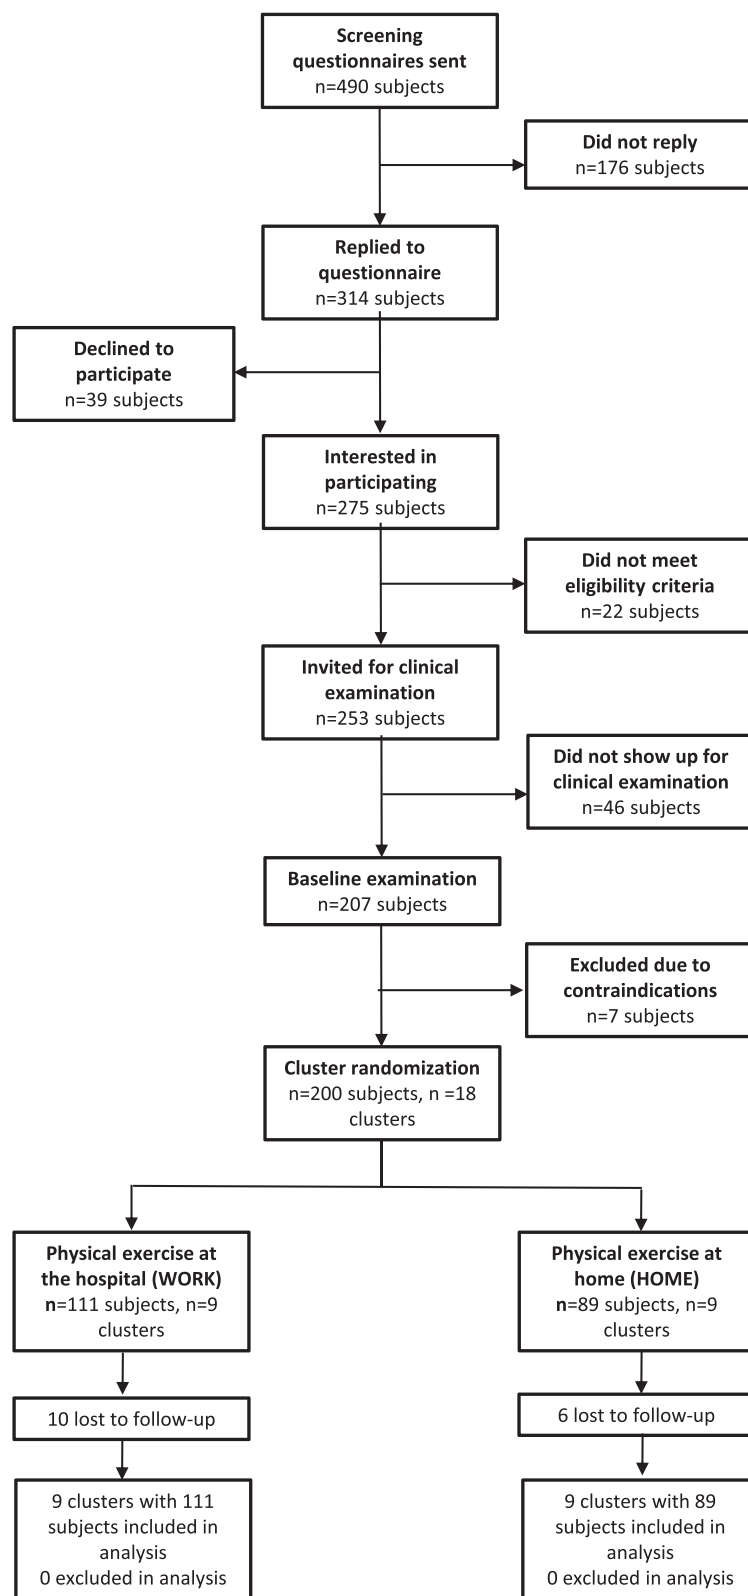 Screening
questionnaires sent
n=490 subjects
Did not reply
n=176 subjects
Replied to
questionnaire
n=314 subjects
Declined to
participate
n=39 subjects
Interested in
participating
n=275 subjects
Did not meet
eligibility criteria
n=22 subjects
Invited for clinical
examination
n=253 subjects
Did not show up for
clinical examination
n=46 subjects
Baseline examination
n=207 subjects
Excluded due to
contraindications
n=7 subjects
Cluster randomization
n=200 subjects, n =18
clusters
Physical exercise at
the hospital (WORK)
n=111 subjects, n=9
clusters
Physical exercise at
home (HOME)
n=89 subjects, n=9
clusters
10 lost to follow-up
6 lost to follow-up
9 clusters with 111
subjects included in
analysis
0 excluded in analysis
9 clusters with 89
subjects included in
analysis
0 excluded in analysis